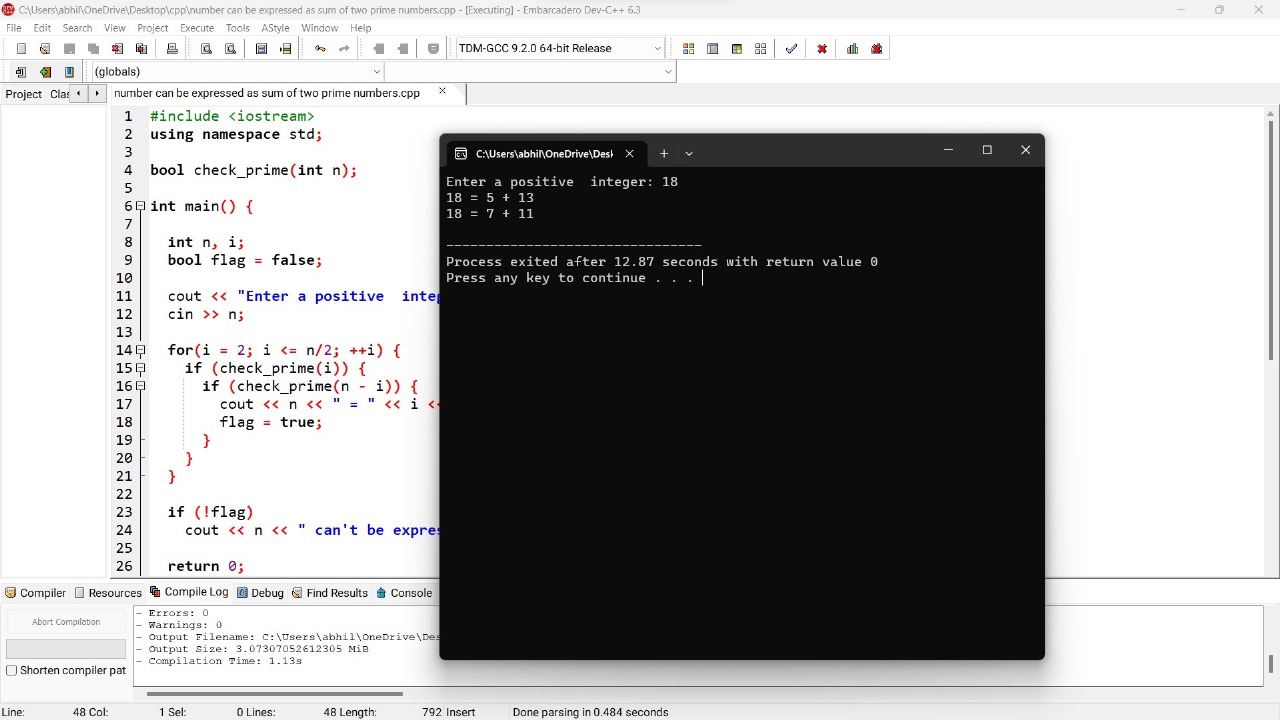 C:\Users\abhil\OneDrive\Desktop\cpp\number can be expressed as sum of two prime numbers.cpp - [Executing] - Embarcadero Dev-C++ 6.3
File Edit Search View Project Execute Tools AStyle Window Help
TDM-GCC 9.2.0 64-bit Release
(globals)
Project Clas number can be expressed as sum of two prime numbers.cpp
1 #include <iostream>
2 using namespace std;
3
4 bool check_prime(int n);
5
6 int main() {
7
8 int n, i;
9 bool flag = false;
10
11 cout << "Enter a positive  integ
12 cin >> n;
13
14 for(i = 2; i <= n/2; ++i) {
15 if (check_prime(i)) {
16 if (check_prime(n - i)) {
17 cout << n << " = " << i <<
18 flag = true;
19 }
20 }
21 }
22
23 if (!flag)
24 cout << n << " can't be expres
25
26 return 0;
C:\Users\abhil\OneDrive\Desk
Enter a positive  integer: 18
18 = 5 + 13
18 = 7 + 11
--------------------------------
Process exited after 12.87 seconds with return value 0
Press any key to continue . . .
Compiler Resources Compile Log Debug Find Results Console
Abort Compilation
Shorten compiler pat
- Errors: 0
- Warnings: 0
- Output Filename: C:\Users\abhil\OneDrive\Des
- Output Size: 3.07307052612305 MiB
- Compilation Time: 1.13s
Line: 48 Col: 1 Sel: 0 Lines: 48 Length: 792 Insert Done parsing in 0.484 seconds